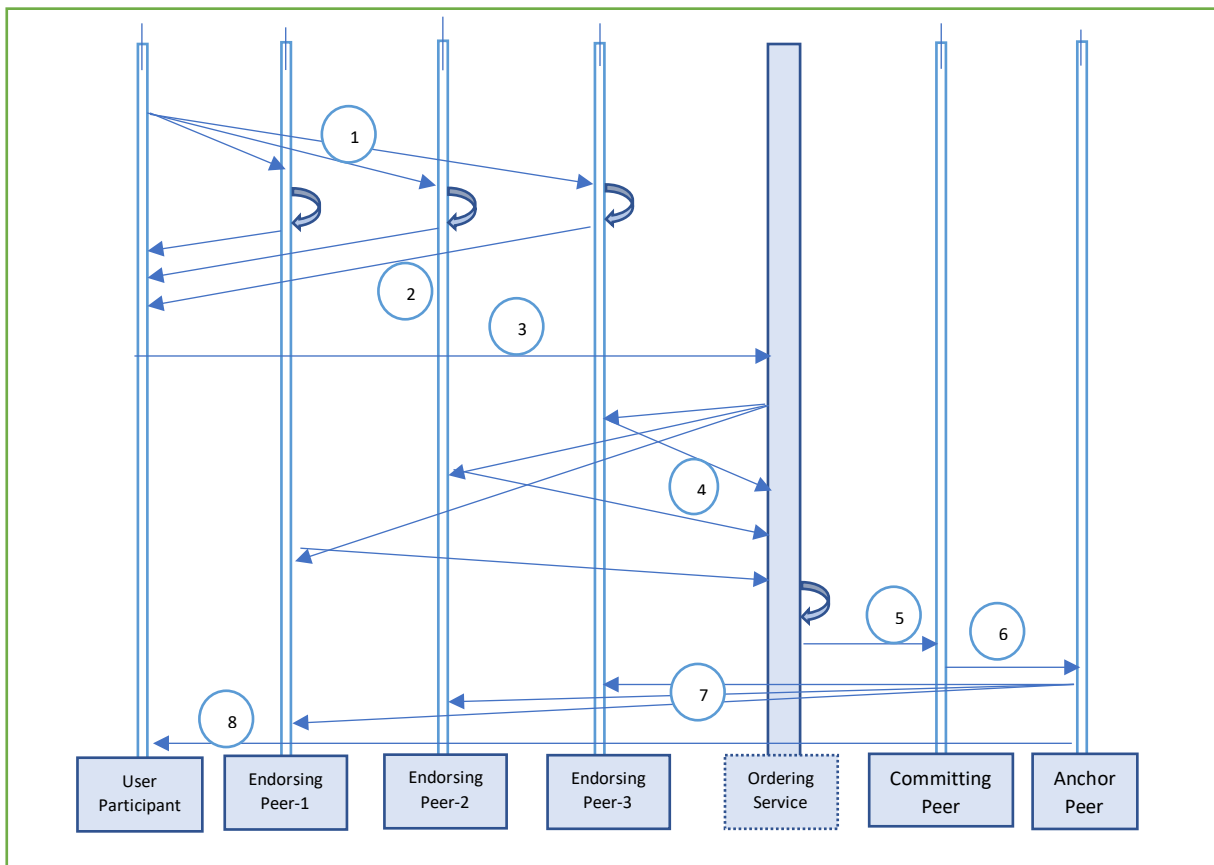 1
2
3
4
5
6
7
8
User
Participant
Endorsing
Peer-1
Endorsing
Peer-2
Endorsing
Peer-3
Ordering
Service
Committing
Peer
Anchor
Peer